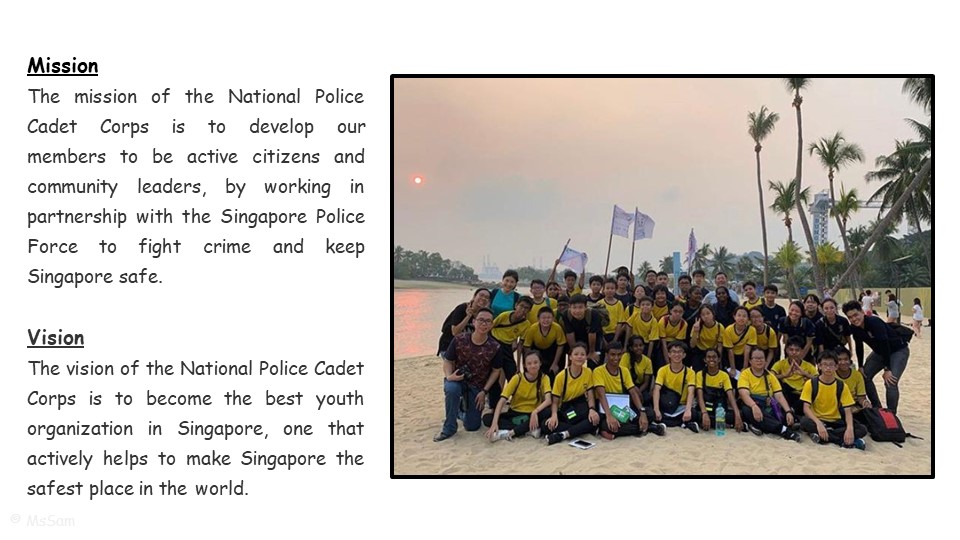 Mission
The mission of the National Police
Cadet Corps is to develop our
members to be active citizens and
community leaders, by working in
partnership with the Singapore Police
Force to fight crime and keep
Singapore safe.
Vision
The vision of the National Police Cadet
Corps is to become the best youth
organization in Singapore, one that
actively helps to make Singapore the
safest place in the world.
© MsSam